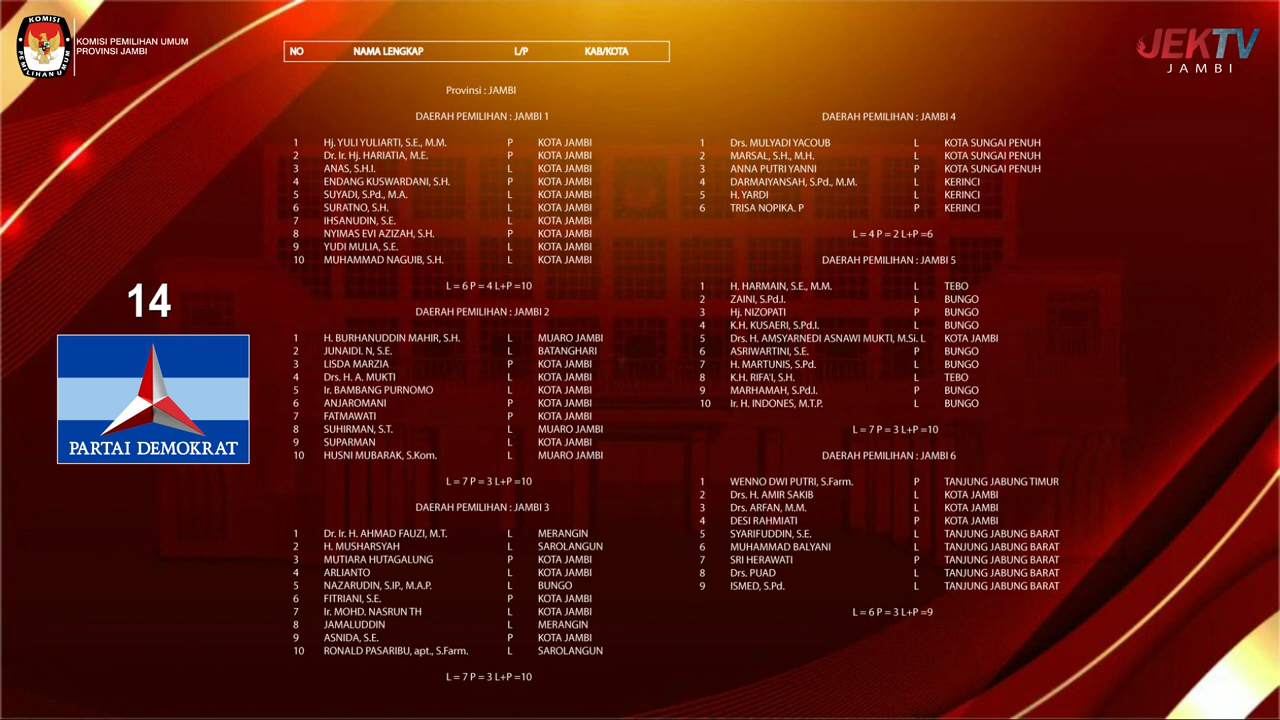 KOMISI
PEMILIHAN UMUM
KOMISI PEMILIHAN UMUM
PROVINSI JAMBI
NO NAMA LENGKAP L/P KAB/KOTA
JEKTV
JAMBI
Provinsi : JAMBI
DAERAH PEMILIHAN : JAMBI 1
1 Hj. YULI YULIARTI, S.E., M.M. P KOTA JAMBI
2 Dr. Ir. Hj. HARIATIA, M.E. P KOTA JAMBI
3 ANAS, S.H.I. L KOTA JAMBI
4 ENDANG KUSWARDANI, S.H. P KOTA JAMBI
5 SUYADI, S.Pd., M.A. L KOTA JAMBI
6 SURATNO, S.H. L KOTA JAMBI
7 IHSANUDIN, S.E. L KOTA JAMBI
8 NYIMAS EVI AZIZAH, S.H. P KOTA JAMBI
9 YUDI MULIA, S.E. L KOTA JAMBI
10 MUHAMMAD NAGUIB, S.H. L KOTA JAMBI
L = 6 P = 4 L+P =10
DAERAH PEMILIHAN : JAMBI 2
1 H. BURHANUDDIN MAHIR, S.H. L MUARO JAMBI
2 JUNAIDI. N, S.E. L BATANGHARI
3 LISDA MARZIA P KOTA JAMBI
4 Drs. H. A. MUKTI L KOTA JAMBI
5 Ir. BAMBANG PURNOMO L KOTA JAMBI
6 ANJAROMANI P KOTA JAMBI
7 FATMAWATI P KOTA JAMBI
8 SUHIRMAN, S.T. L MUARO JAMBI
9 SUPARMAN L KOTA JAMBI
10 HUSNI MUBARAK, S.Kom. L MUARO JAMBI
L = 7 P = 3 L+P =10
DAERAH PEMILIHAN : JAMBI 3
1 Dr. Ir. H. AHMAD FAUZI, M.T. L MERANGIN
2 H. MUSHARSYAH L SAROLANGUN
3 MUTIARA HUTAGALUNG P KOTA JAMBI
4 ARLIANTO L KOTA JAMBI
5 NAZARUDIN, S.IP., M.A.P. L BUNGO
6 FITRIANI, S.E. P KOTA JAMBI
7 Ir. MOHD. NASRUN TH L KOTA JAMBI
8 JAMALUDDIN L MERANGIN
9 ASNIDA, S.E. P KOTA JAMBI
10 RONALD PASARIBU, apt., S.Farm. L SAROLANGUN
L = 7 P = 3 L+P =10
DAERAH PEMILIHAN : JAMBI 4
1 Drs. MULYADI YACOUB L KOTA SUNGAI PENUH
2 MARSAL, S.H., M.H. L KOTA SUNGAI PENUH
3 ANNA PUTRI YANNI P KOTA SUNGAI PENUH
4 DARMAIYANSAH, S.Pd., M.M. L KERINCI
5 H. YARDI L KERINCI
6 TRISA NOPIKA. P P KERINCI
L = 4 P = 2 L+P =6
DAERAH PEMILIHAN : JAMBI 5
1 H. HARMAIN, S.E., M.M. L TEBO
2 ZAINI, S.Pd.I. L BUNGO
3 Hj. NIZOPATI P BUNGO
4 K.H. KUSAERI, S.Pd.I. L BUNGO
5 Drs. H. AMSYARNEDI ASNAWI MUKTI, M.Si. L KOTA JAMBI
6 ASRIWARTINI, S.E. P BUNGO
7 H. MARTUNIS, S.Pd. L BUNGO
8 K.H. RIFA'I, S.H. L TEBO
9 MARHAMAH, S.Pd.I. P BUNGO
10 Ir. H. INDONES, M.T.P. L BUNGO
L = 7 P = 3 L+P =10
DAERAH PEMILIHAN : JAMBI 6
1 WENNO DWI PUTRI, S.Farm. P TANJUNG JABUNG TIMUR
2 Drs. H. AMIR SAKIB L KOTA JAMBI
3 Drs. ARFAN, M.M. L KOTA JAMBI
4 DESI RAHMIATI P KOTA JAMBI
5 SYARIFUDDIN, S.E. L TANJUNG JABUNG BARAT
6 MUHAMMAD BALYANI L TANJUNG JABUNG BARAT
7 SRI HERAWATI P TANJUNG JABUNG BARAT
8 Drs. PUAD L TANJUNG JABUNG BARAT
9 ISMED, S.Pd. L TANJUNG JABUNG BARAT
L = 6 P = 3 L+P =9
14
PARTAI DEMOKRAT